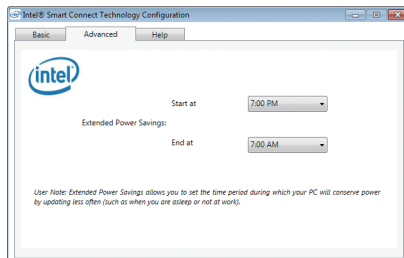 Intel® Smart Connect Technology Configuration
Basic Advanced Help
intel
Start at 7:00 PM
Extended Power Savings:
End at 7:00 AM
User Note: Extended Power Savings allows you to set the time period during which your PC will conserve power
by updating less often (such as when you are asleep or not at work).